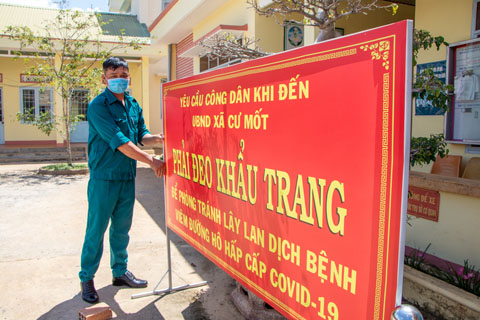 YÊU CẦU CÔNG DÂN KHI ĐẾN
UBND XÃ CƯ MỐT
PHẢI ĐEO KHẨU TRANG
ĐỂ PHÒNG TRÁNH LÂY LAN DỊCH BỆNH
VIÊM ĐƯỜNG HÔ HẤP CẤP COVID-19